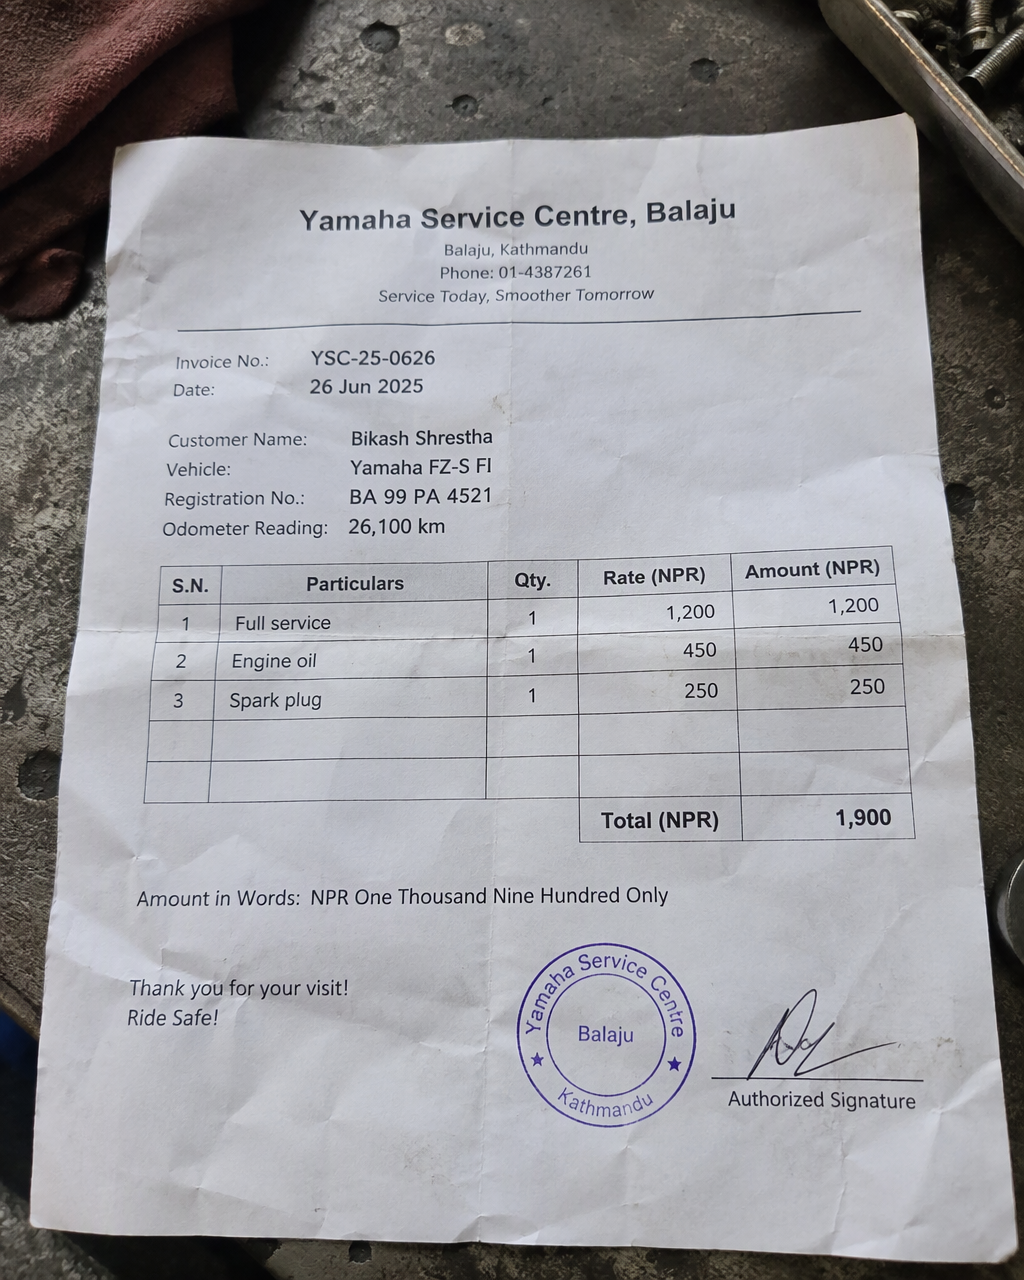 Yamaha Service Centre, Balaju
Balaju, Kathmandu
Phone: 01-4387261
Service Today, Smoother Tomorrow
Invoice No.: YSC-25-0626
Date: 26 Jun 2025
Customer Name: Bikash Shrestha
Vehicle: Yamaha FZ-S FI
Registration No.: BA 99 PA 4521
Odometer Reading: 26,100 km
S.N. Particulars Qty. Rate (NPR) Amount (NPR)
1 Full service 1 1,200 1,200
2 Engine oil 1 450 450
3 Spark plug 1 250 250
Total (NPR) 1,900
Amount in Words: NPR One Thousand Nine Hundred Only
Thank you for your visit!
Ride Safe!
Yamaha Service Centre
Balaju
Kathmandu
Authorized Signature